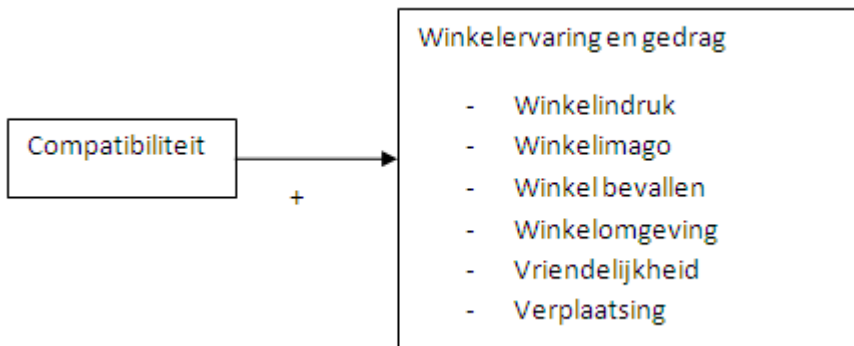 Compatibiliteit
+
Winkelervaring en gedrag
- Winkelindruk
- Winkelimago
- Winkel bevallen
- Winkelomgeving
- Vriendelijkheid
- Verplaatsing